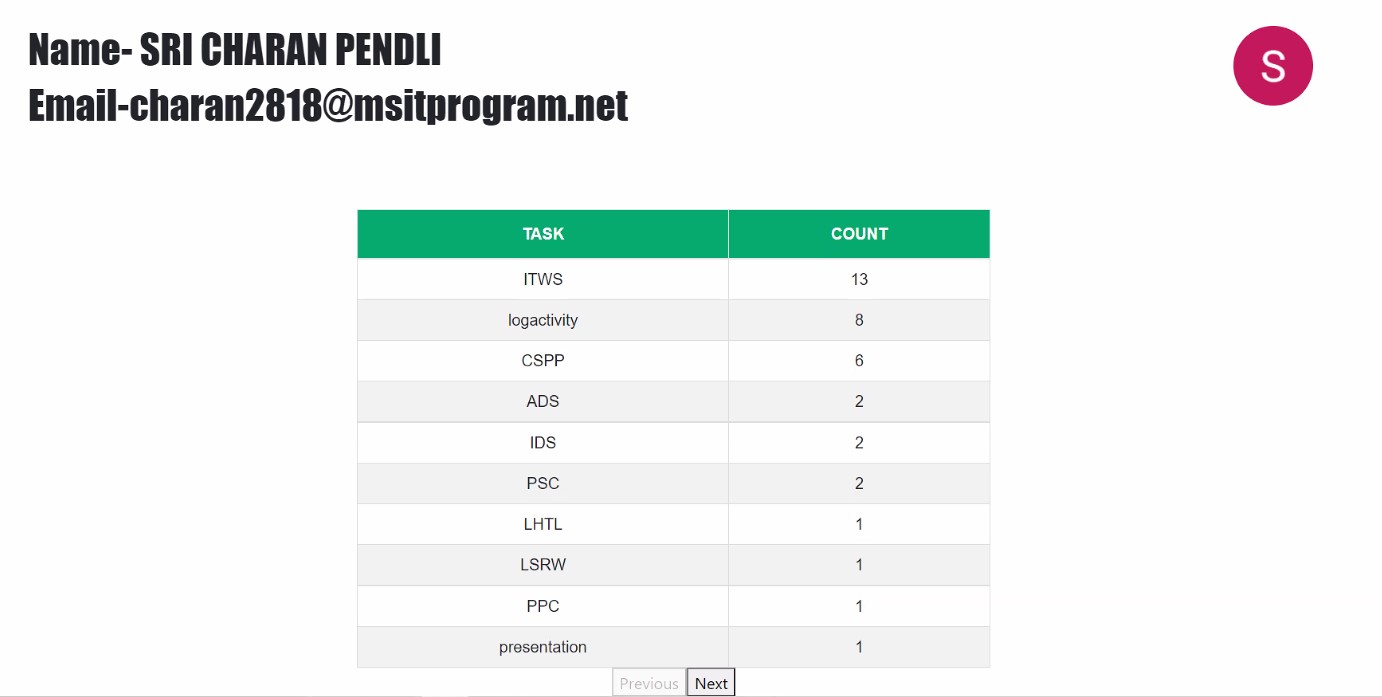 Name- SRI CHARAN PENDLI
S
Email-charan2818@msitprogram.net
TASK COUNT
ITWS 13
logactivity 8
CSPP 6
ADS 2
IDS 2
PSC 2
LHTL 1
LSRW 1
PPC 1
presentation 1
Previous Next